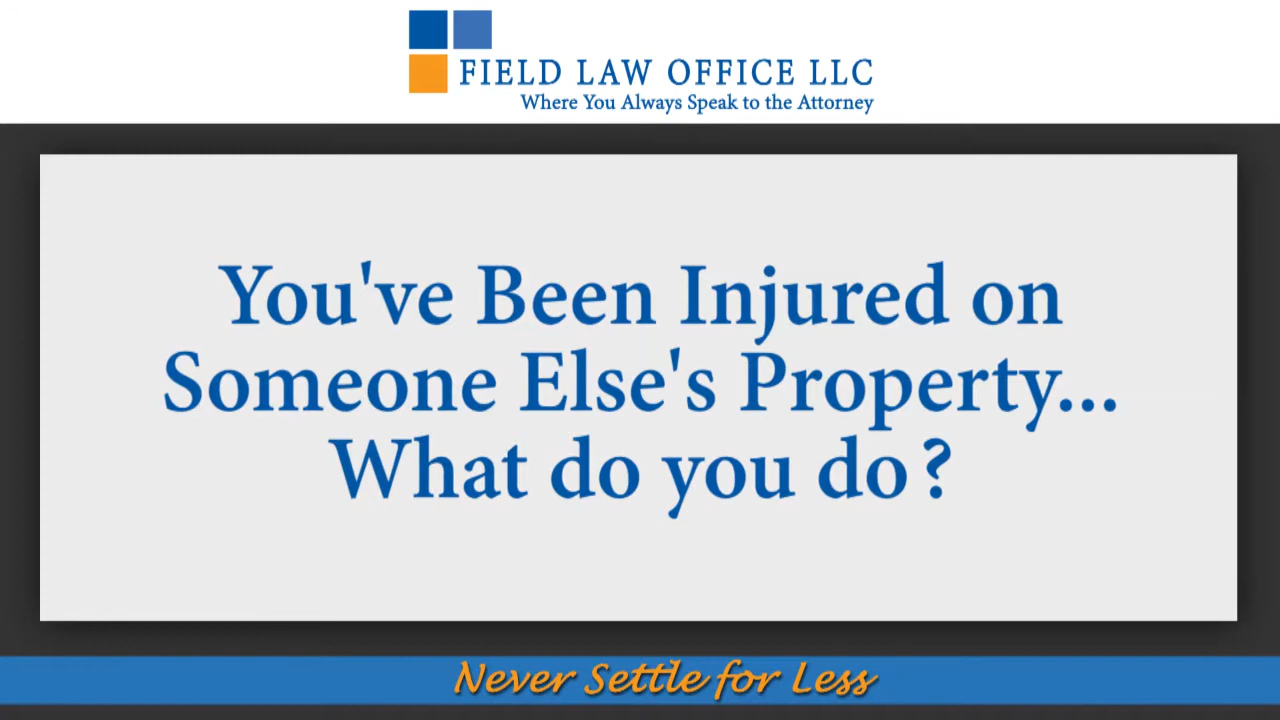 FIELD LAW OFFICE LLC
Where You Always Speak to the Attorney
You've Been Injured on
Someone Else's Property...
What do you do?
Never Settle for Less